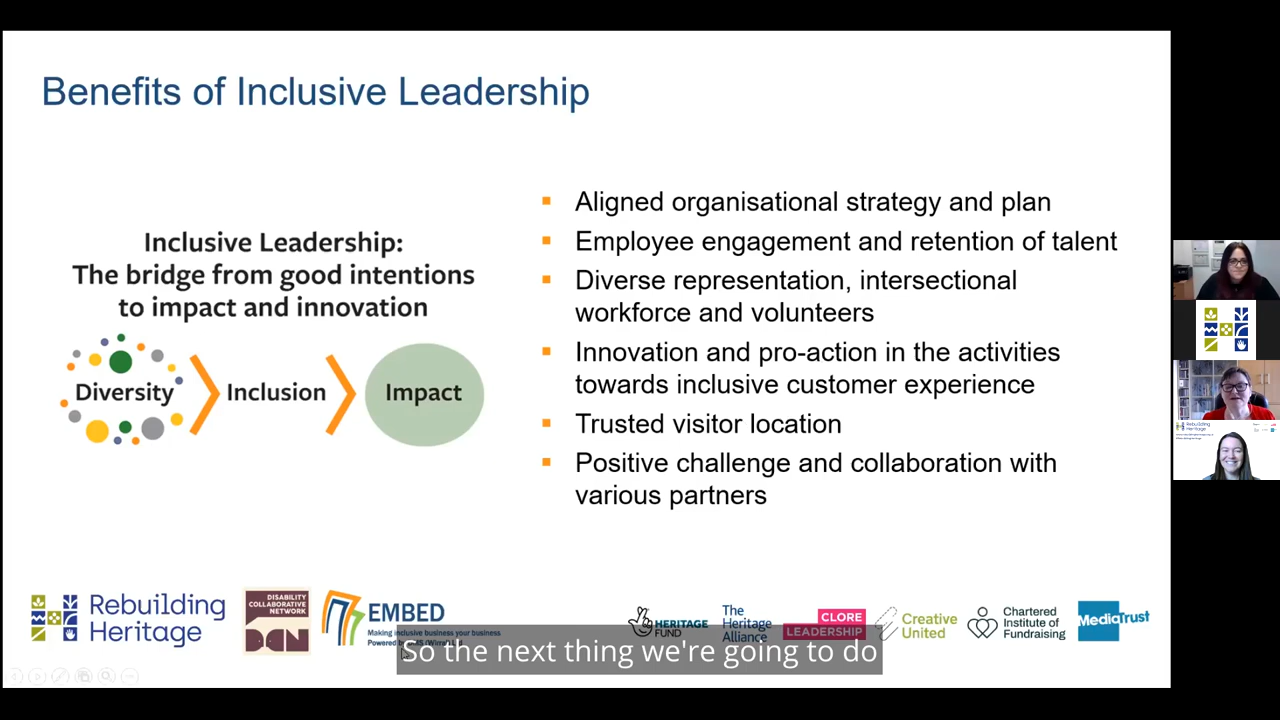 Benefits of Inclusive Leadership
Inclusive Leadership:
The bridge from good intentions
to impact and innovation
Diversity
Inclusion
Impact
Aligned organisational strategy and plan
Employee engagement and retention of talent
Diverse representation, intersectional
workforce and volunteers
Innovation and pro-action in the activities
towards inclusive customer experience
Trusted visitor location
Positive challenge and collaboration with
various partners
Rebuilding
Heritage
Rebuilding
Heritage
DISABILITY
COLLABORATIVE
NETWORK
DCN
EMBED
Making inclusive business your business
Powered by
HERITAGE
FUND
The
Heritage
Alliance
CLORE
LEADERSHIP
Creative
United
Chartered
Institute of
Fundraising
MediaTrust
So the next thing we're going to do